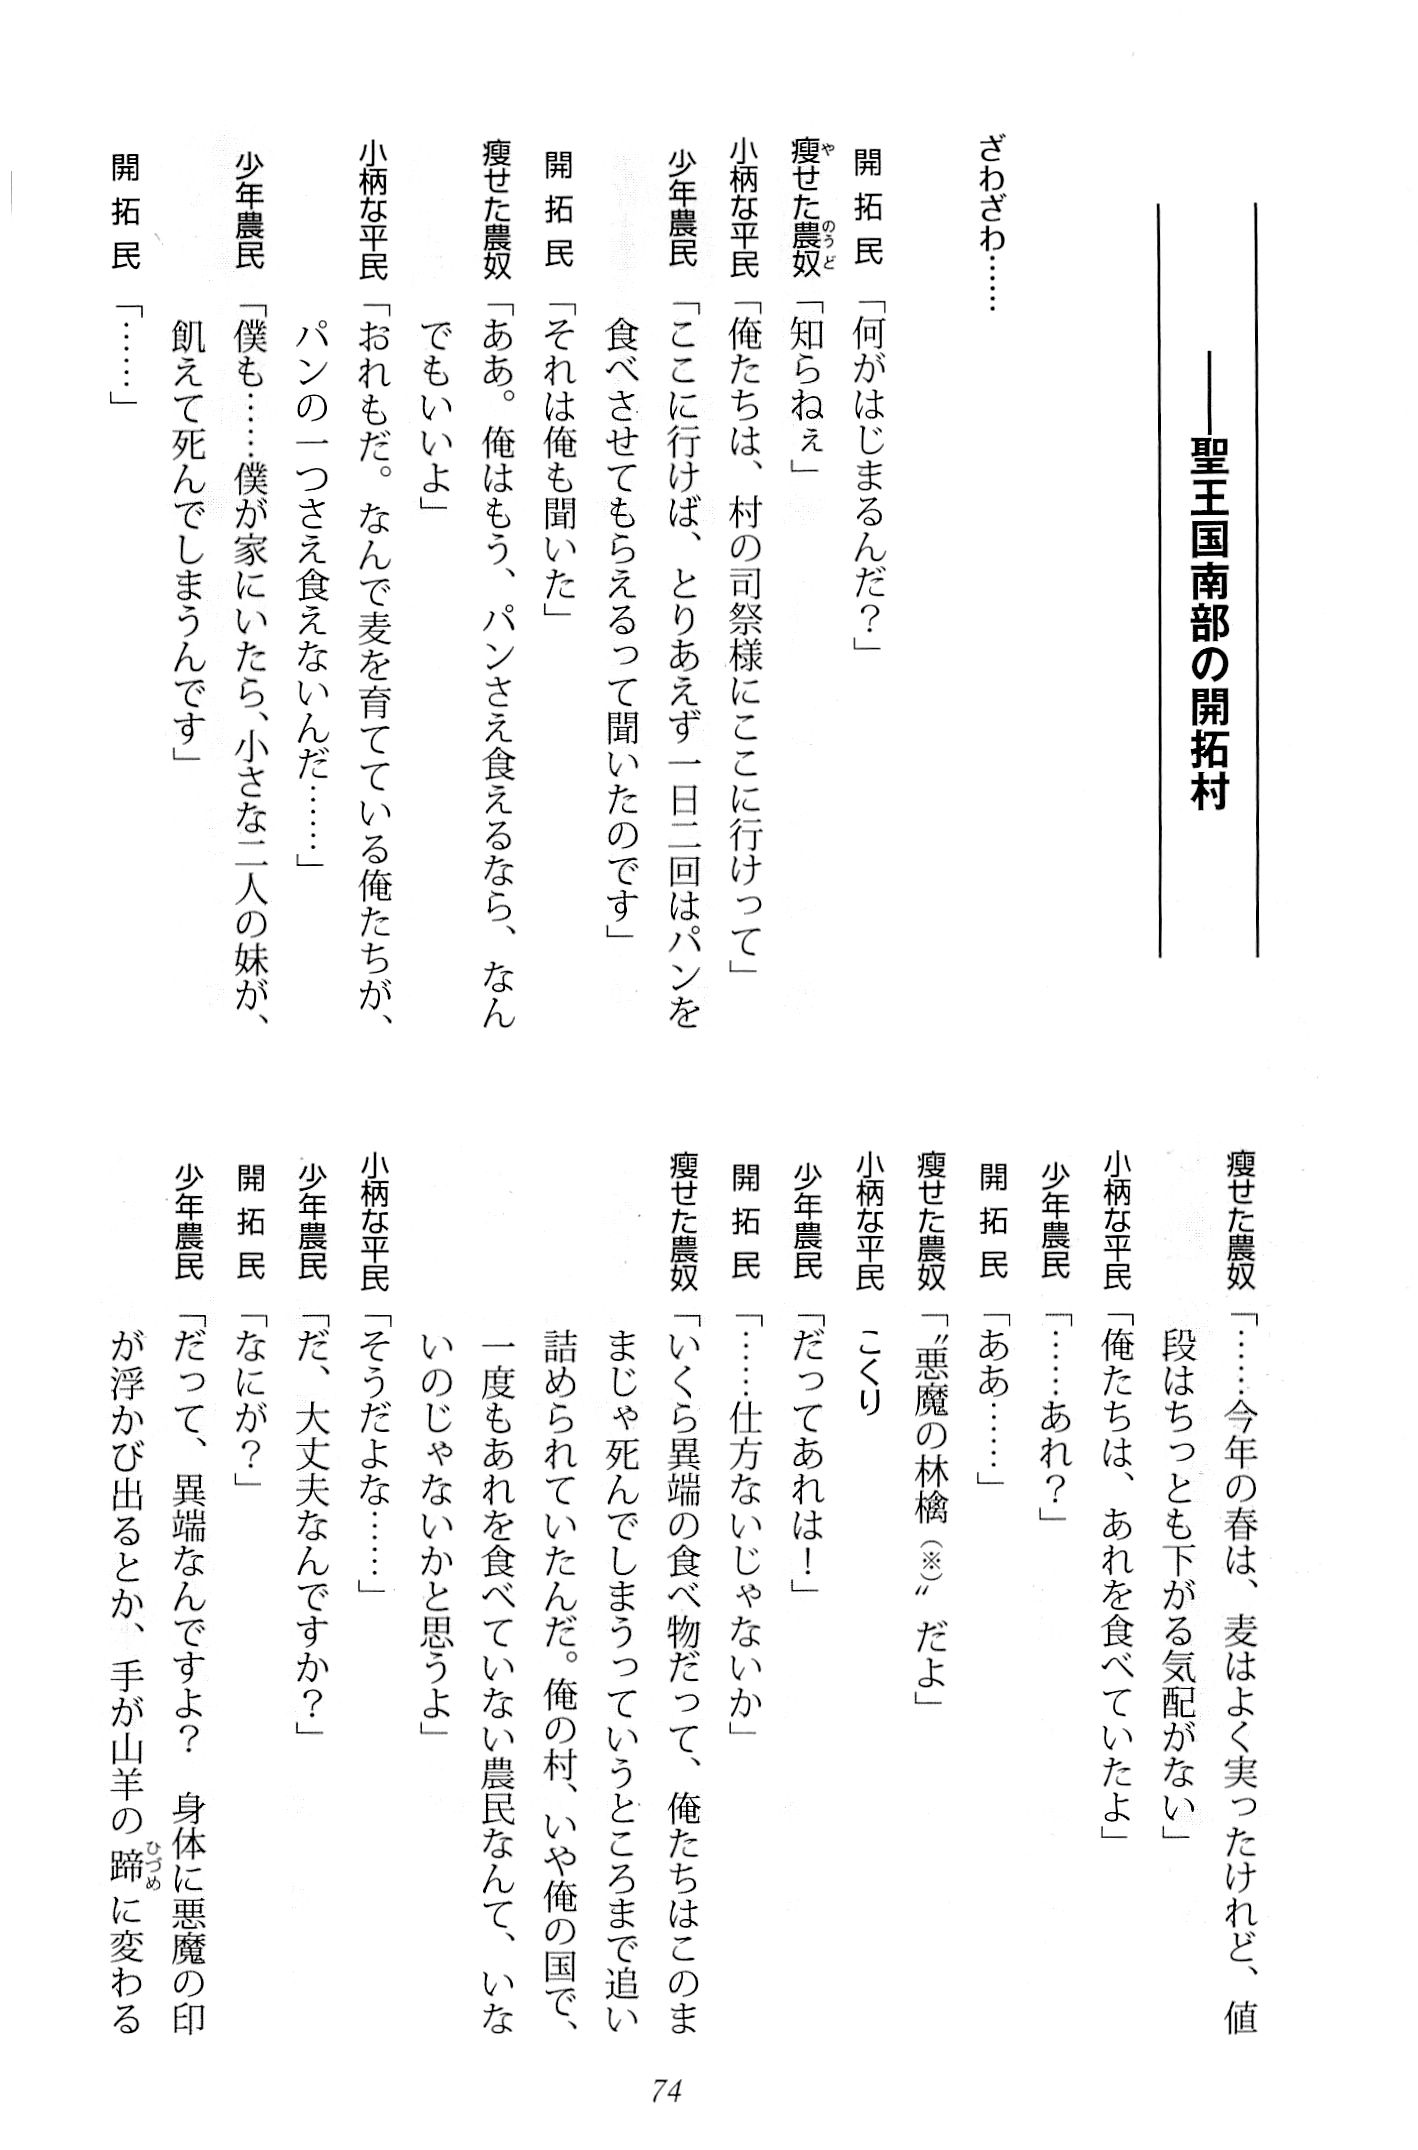 ――聖王国南部の開拓村
ざわざわ……
開拓民「何がはじまるんだ？」
痩せた農奴「知らねぇ」
小柄な平民「俺たちは、村の司祭様にここに行けって」
少年農民「ここに行けば、とりあえず一日二回はパンを
食べさせてもらえるって聞いたのです」
開拓民「それは俺も聞いた」
痩せた農奴「ああ。俺はもう、パンさえ食えるなら、なん
でもいいよ」
小柄な平民「おれもだ。なんで麦を育てている俺たちが、
パンの一つさえ食えないんだ……」
少年農民「僕も……僕が家にいたら、小さな二人の妹が、
飢えて死んでしまうんです」
開拓民「……」
痩せた農奴「……今年の春は、麦はよく実ったけれど、値
段はちっとも下がる気配がない」
小柄な平民「俺たちは、あれを食べていたよ」
少年農民「……あれ？」
開拓民「ああ……」
痩せた農奴「〝悪魔の林檎（※）〟だよ」
小柄な平民　こくり
少年農民「だってあれは！」
開拓民「……仕方ないじゃないか」
痩せた農奴「いくら異端の食べ物だって、俺たちはこのま
まじゃ死んでしまうっていうところまで追い
詰められていたんだ。俺の村、いや俺の国で、
一度もあれを食べていない農民なんて、いな
いのじゃないかと思うよ」
小柄な平民「そうだよな……」
少年農民「だ、大丈夫なんですか？」
開拓民「なにが？」
少年農民「だって、異端なんですよ？　身体に悪魔の印
が浮かび出るとか、手が山羊の蹄に変わる
74